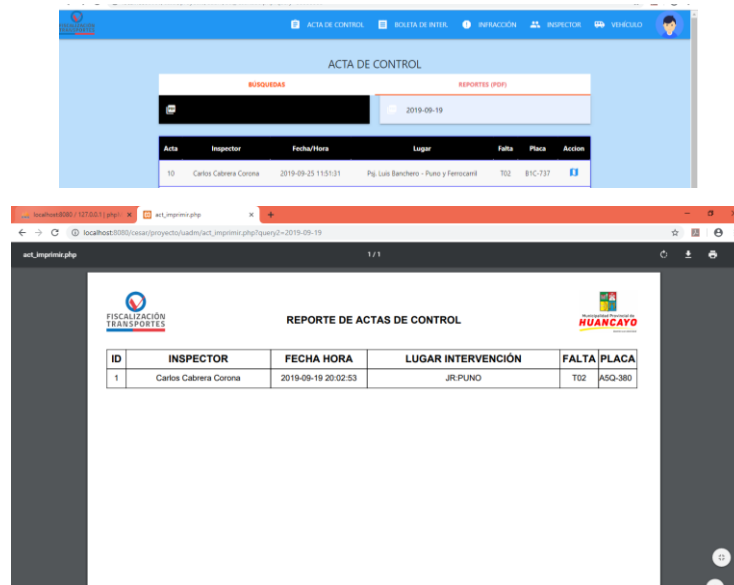 FISCALIZACIÓN
TRANSPORTES
ACTA DE CONTROL
BOLETA DE INTER.
INFRACCIÓN
INSPECTOR
VEHÍCULO
ACTA DE CONTROL
BÚSQUEDAS
REPORTES (PDF)
2019-09-19
Acta Inspector Fecha/Hora Lugar Falta Placa Accion
10 Carlos Cabrera Corona 2019-09-25 11:51:31 Psj. Luis Banchero - Puno y Ferrocarril T02 B1C-737
localhost:8080 / 127.0.0.1 | php
act_imprimir.php
localhost:8080/cesar/proyecto/uadm/act_imprimir.php?query2=2019-09-19
act_imprimir.php
1 / 1
FISCALIZACIÓN
TRANSPORTES
REPORTE DE ACTAS DE CONTROL
Municipalidad Provincial de
HUANCAYO
ID INSPECTOR FECHA HORA LUGAR INTERVENCIÓN FALTA PLACA
1 Carlos Cabrera Corona 2019-09-19 20:02:53 JR:PUNO T02 A5Q-380